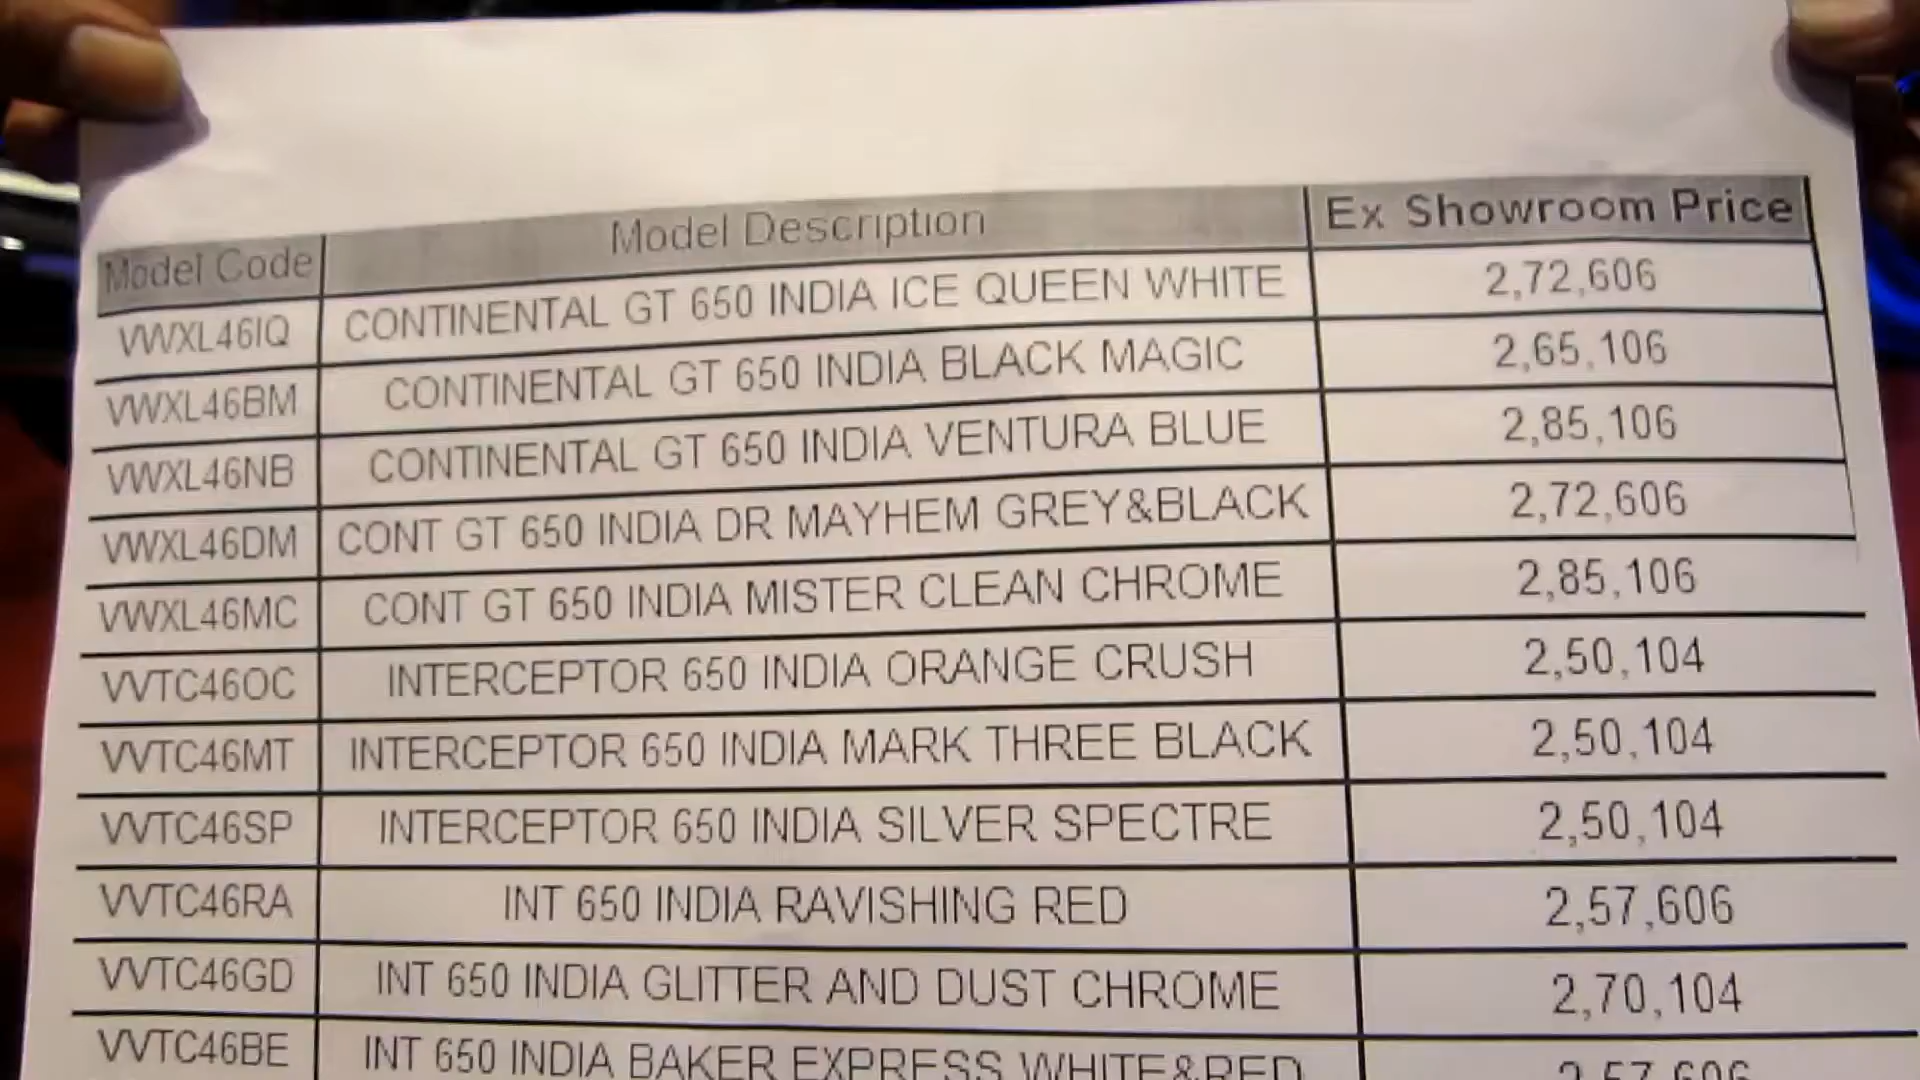 Model Code Model Description Ex Showroom Price
VWXL46IQ CONTINENTAL GT 650 INDIA ICE QUEEN WHITE 2,72,606
VWXL46BM CONTINENTAL GT 650 INDIA BLACK MAGIC 2,65,106
VWXL46NB CONTINENTAL GT 650 INDIA VENTURA BLUE 2,85,106
VWXL46DM CONT GT 650 INDIA DR MAYHEM GREY&BLACK 2,72,606
VWXL46MC CONT GT 650 INDIA MISTER CLEAN CHROME 2,85,106
VVTC46OC INTERCEPTOR 650 INDIA ORANGE CRUSH 2,50,104
VVTC46MT INTERCEPTOR 650 INDIA MARK THREE BLACK 2,50,104
VVTC46SP INTERCEPTOR 650 INDIA SILVER SPECTRE 2,50,104
VVTC46RA INT 650 INDIA RAVISHING RED 2,57,606
VVTC46GD INT 650 INDIA GLITTER AND DUST CHROME 2,70,104
VVTC46BE INT 650 INDIA BAKER EXPRESS WHITE&RED 2,57,606